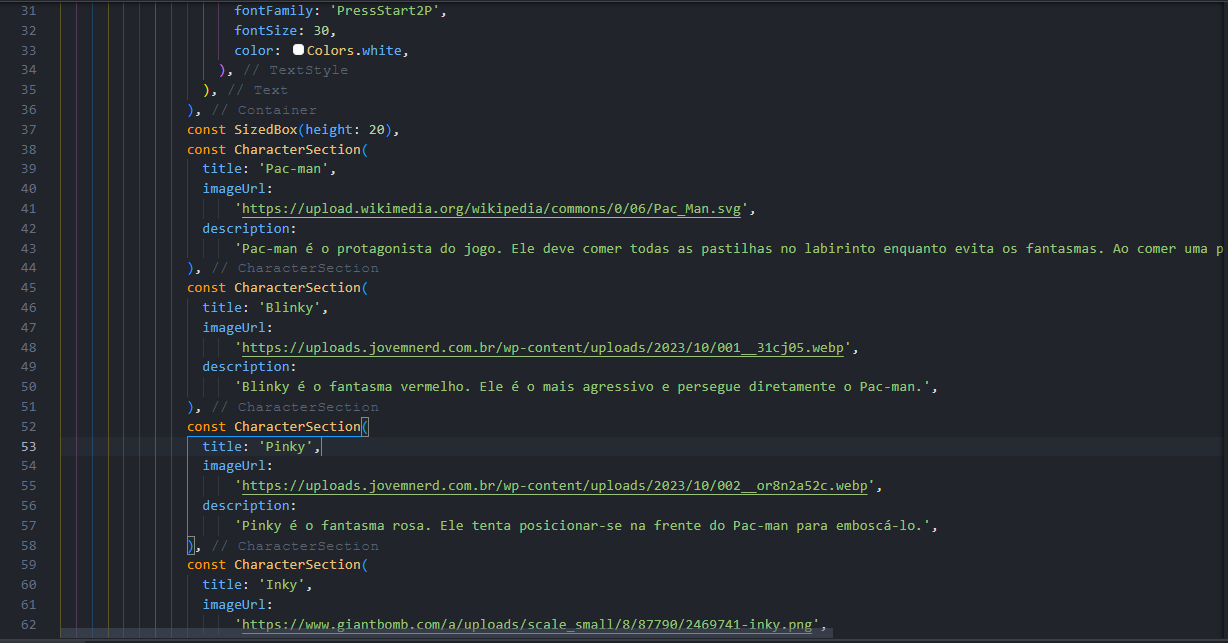 31 fontFamily: 'PressStart2P',
32 fontSize: 30,
33 color: Colors.white,
34 ), // TextStyle
35 ), // Text
36 ), // Container
37 const SizedBox(height: 20),
38 const CharacterSection(
39 title: 'Pac-man',
40 imageUrl:
41 'https://upload.wikimedia.org/wikipedia/commons/0/06/Pac_Man.svg',
42 description:
43 'Pac-man é o protagonista do jogo. Ele deve comer todas as pastilhas no labirinto enquanto evita os fantasmas. Ao comer uma p
44 ), // CharacterSection
45 const CharacterSection(
46 title: 'Blinky',
47 imageUrl:
48 'https://uploads.jovemnerd.com.br/wp-content/uploads/2023/10/001__31cj05.webp',
49 description:
50 'Blinky é o fantasma vermelho. Ele é o mais agressivo e persegue diretamente o Pac-man.',
51 ), // CharacterSection
52 const CharacterSection(
53 title: 'Pinky',
54 imageUrl:
55 'https://uploads.jovemnerd.com.br/wp-content/uploads/2023/10/002__or8n2a52c.webp',
56 description:
57 'Pinky é o fantasma rosa. Ele tenta posicionar-se na frente do Pac-man para emboscá-lo.',
58 ), // CharacterSection
59 const CharacterSection(
60 title: 'Inky',
61 imageUrl:
62 'https://www.giantbomb.com/a/uploads/scale_small/8/87790/2469741-inky.png',